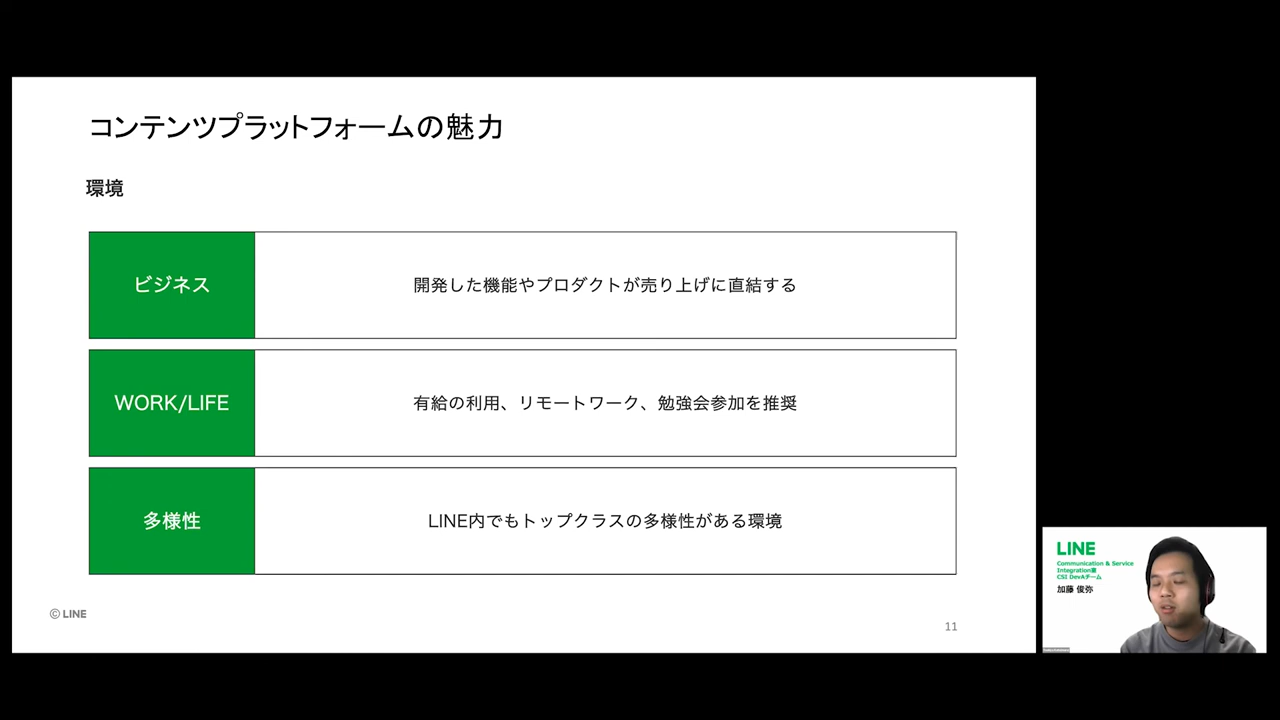 コンテンツプラットフォームの魅力
環境
ビジネス
開発した機能やプロダクトが売り上げに直結する
WORK/LIFE
有給の利用、リモートワーク、勉強会参加を推奨
多様性
LINE内でもトップクラスの多様性がある環境
© LINE
11
LINE
Communication & Service
Integration室
CSI DevAチーム
加藤 俊弥